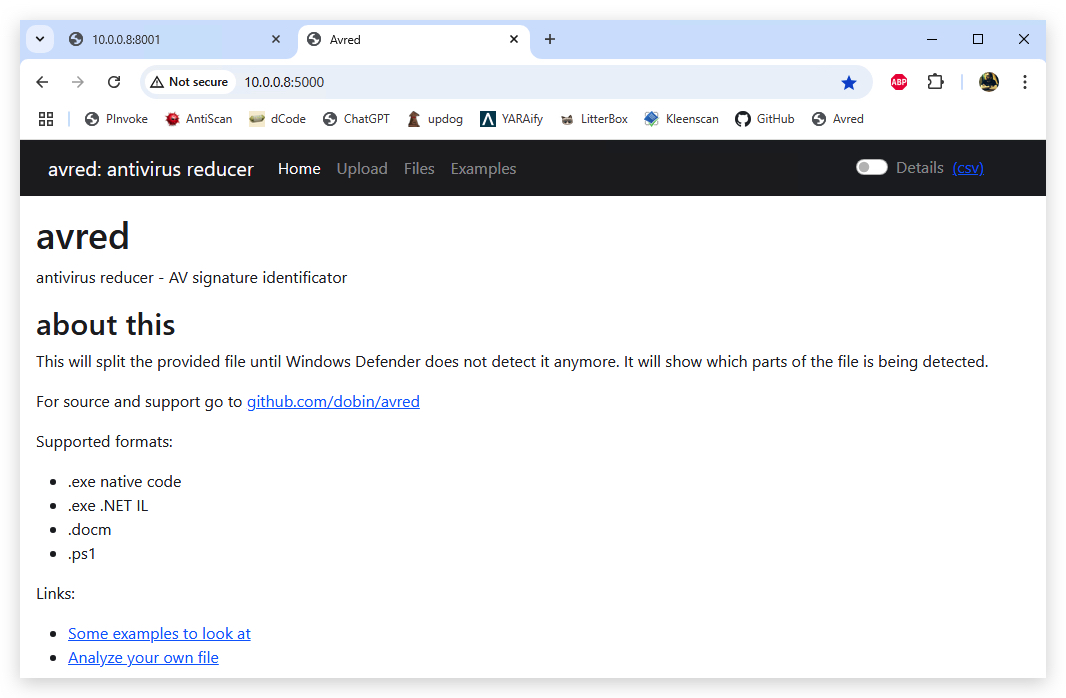 10.0.0.8:8001
Avred
Not secure 10.0.0.8:5000
ABP
PInvoke AntiScan dCode ChatGPT updog YARAify LitterBox Kleenscan GitHub Avred
avred: antivirus reducer Home Upload Files Examples Details (csv)
avred
antivirus reducer - AV signature identificator
about this
This will split the provided file until Windows Defender does not detect it anymore. It will show which parts of the file is being detected.
For source and support go to github.com/dobin/avred
Supported formats:
.exe native code
.exe .NET IL
.docm
.ps1
Links:
Some examples to look at
Analyze your own file